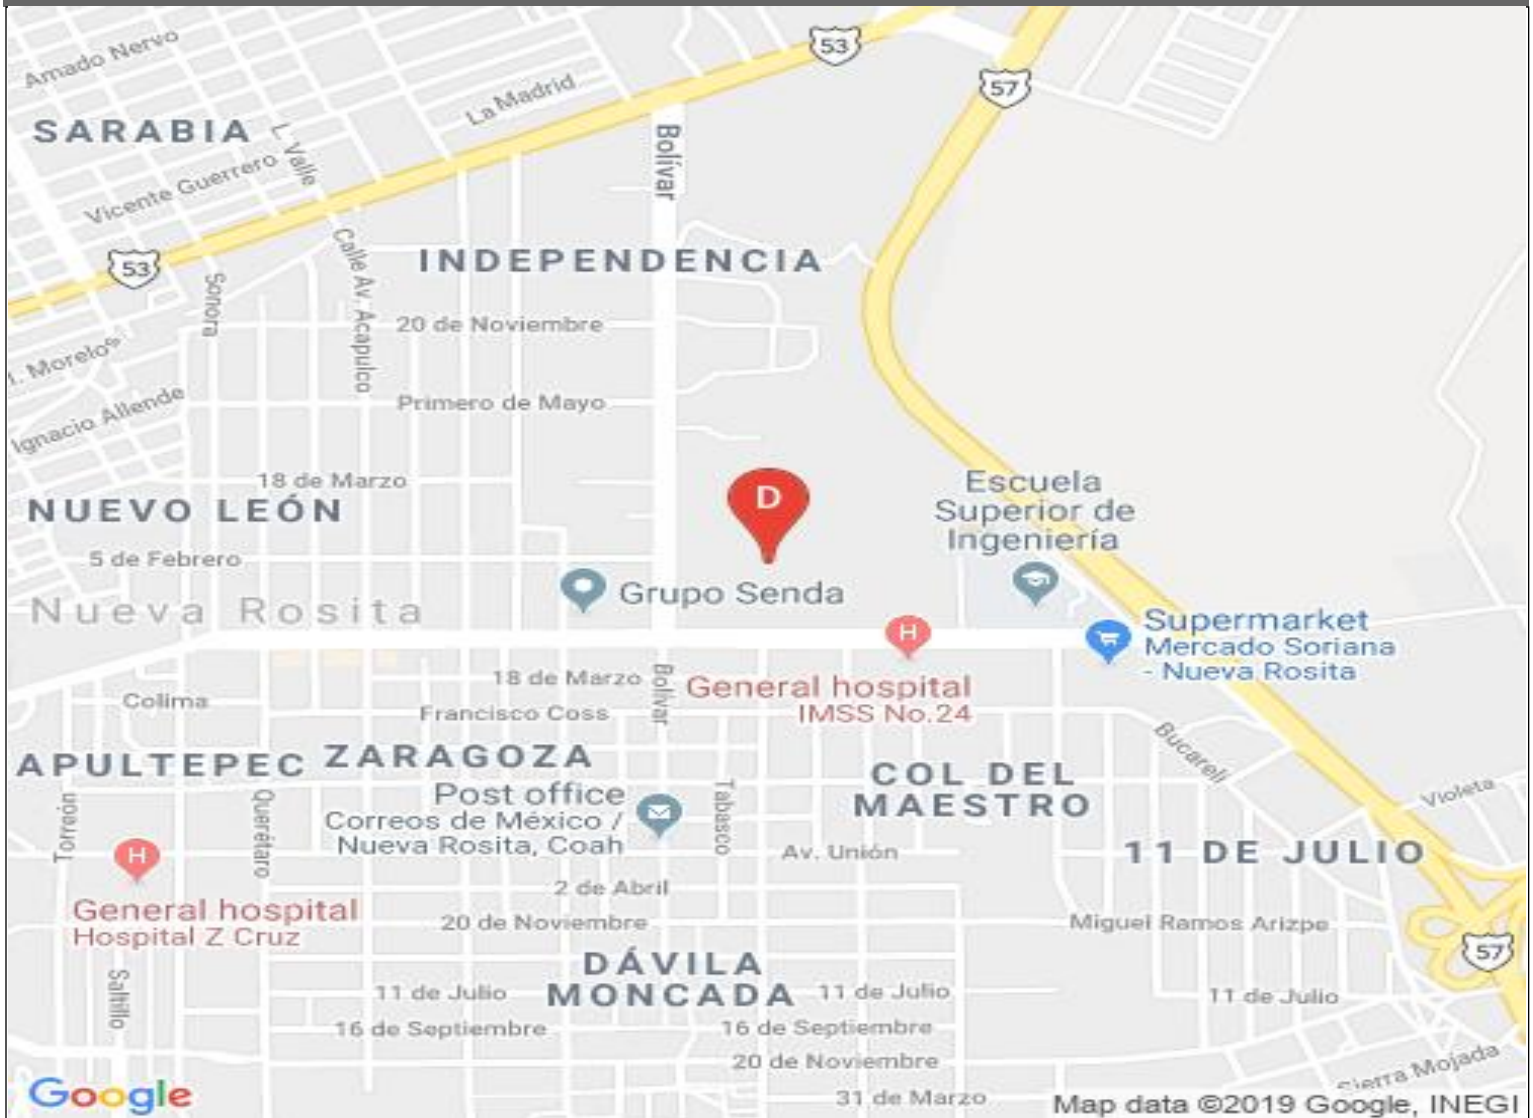 53
Amado Nervo
57
La Madrid
SARABIA
L. Valle
Bolívar
Vicente Guerrero
INDEPENDENCIA
53
Calle Av. Acapulco
Sonora
20 de Noviembre
Morelos
Ignacio Allende
Primero de Mayo
18 de Marzo
Escuela
Superior de
Ingeniería
D
NUEVO LEÓN
5 de Febrero
Grupo Senda
Nueva Rosita
H
Supermarket
Mercado Soriana
- Nueva Rosita
18 de Marzo
Bolívar
General hospital
IMSS No.24
Colima
Francisco Coss
Bucareli
APULTEPEC
ZARAGOZA
COL DEL
MAESTRO
Post office
Correos de México /
Nueva Rosita, Coah
Tabasco
Violeta
Torreón
Querétaro
H
Av. Unión
11 DE JULIO
2 de Abril
General hospital
Hospital Z Cruz
20 de Noviembre
Miguel Ramos Arizpe
57
DÁVILA
MONCADA
Saltillo
11 de Julio
11 de Julio
11 de Julio
16 de Septiembre
16 de Septiembre
20 de Noviembre
Sierra Mojada
Google
31 de Marzo
Map data ©2019 Google, INEGI